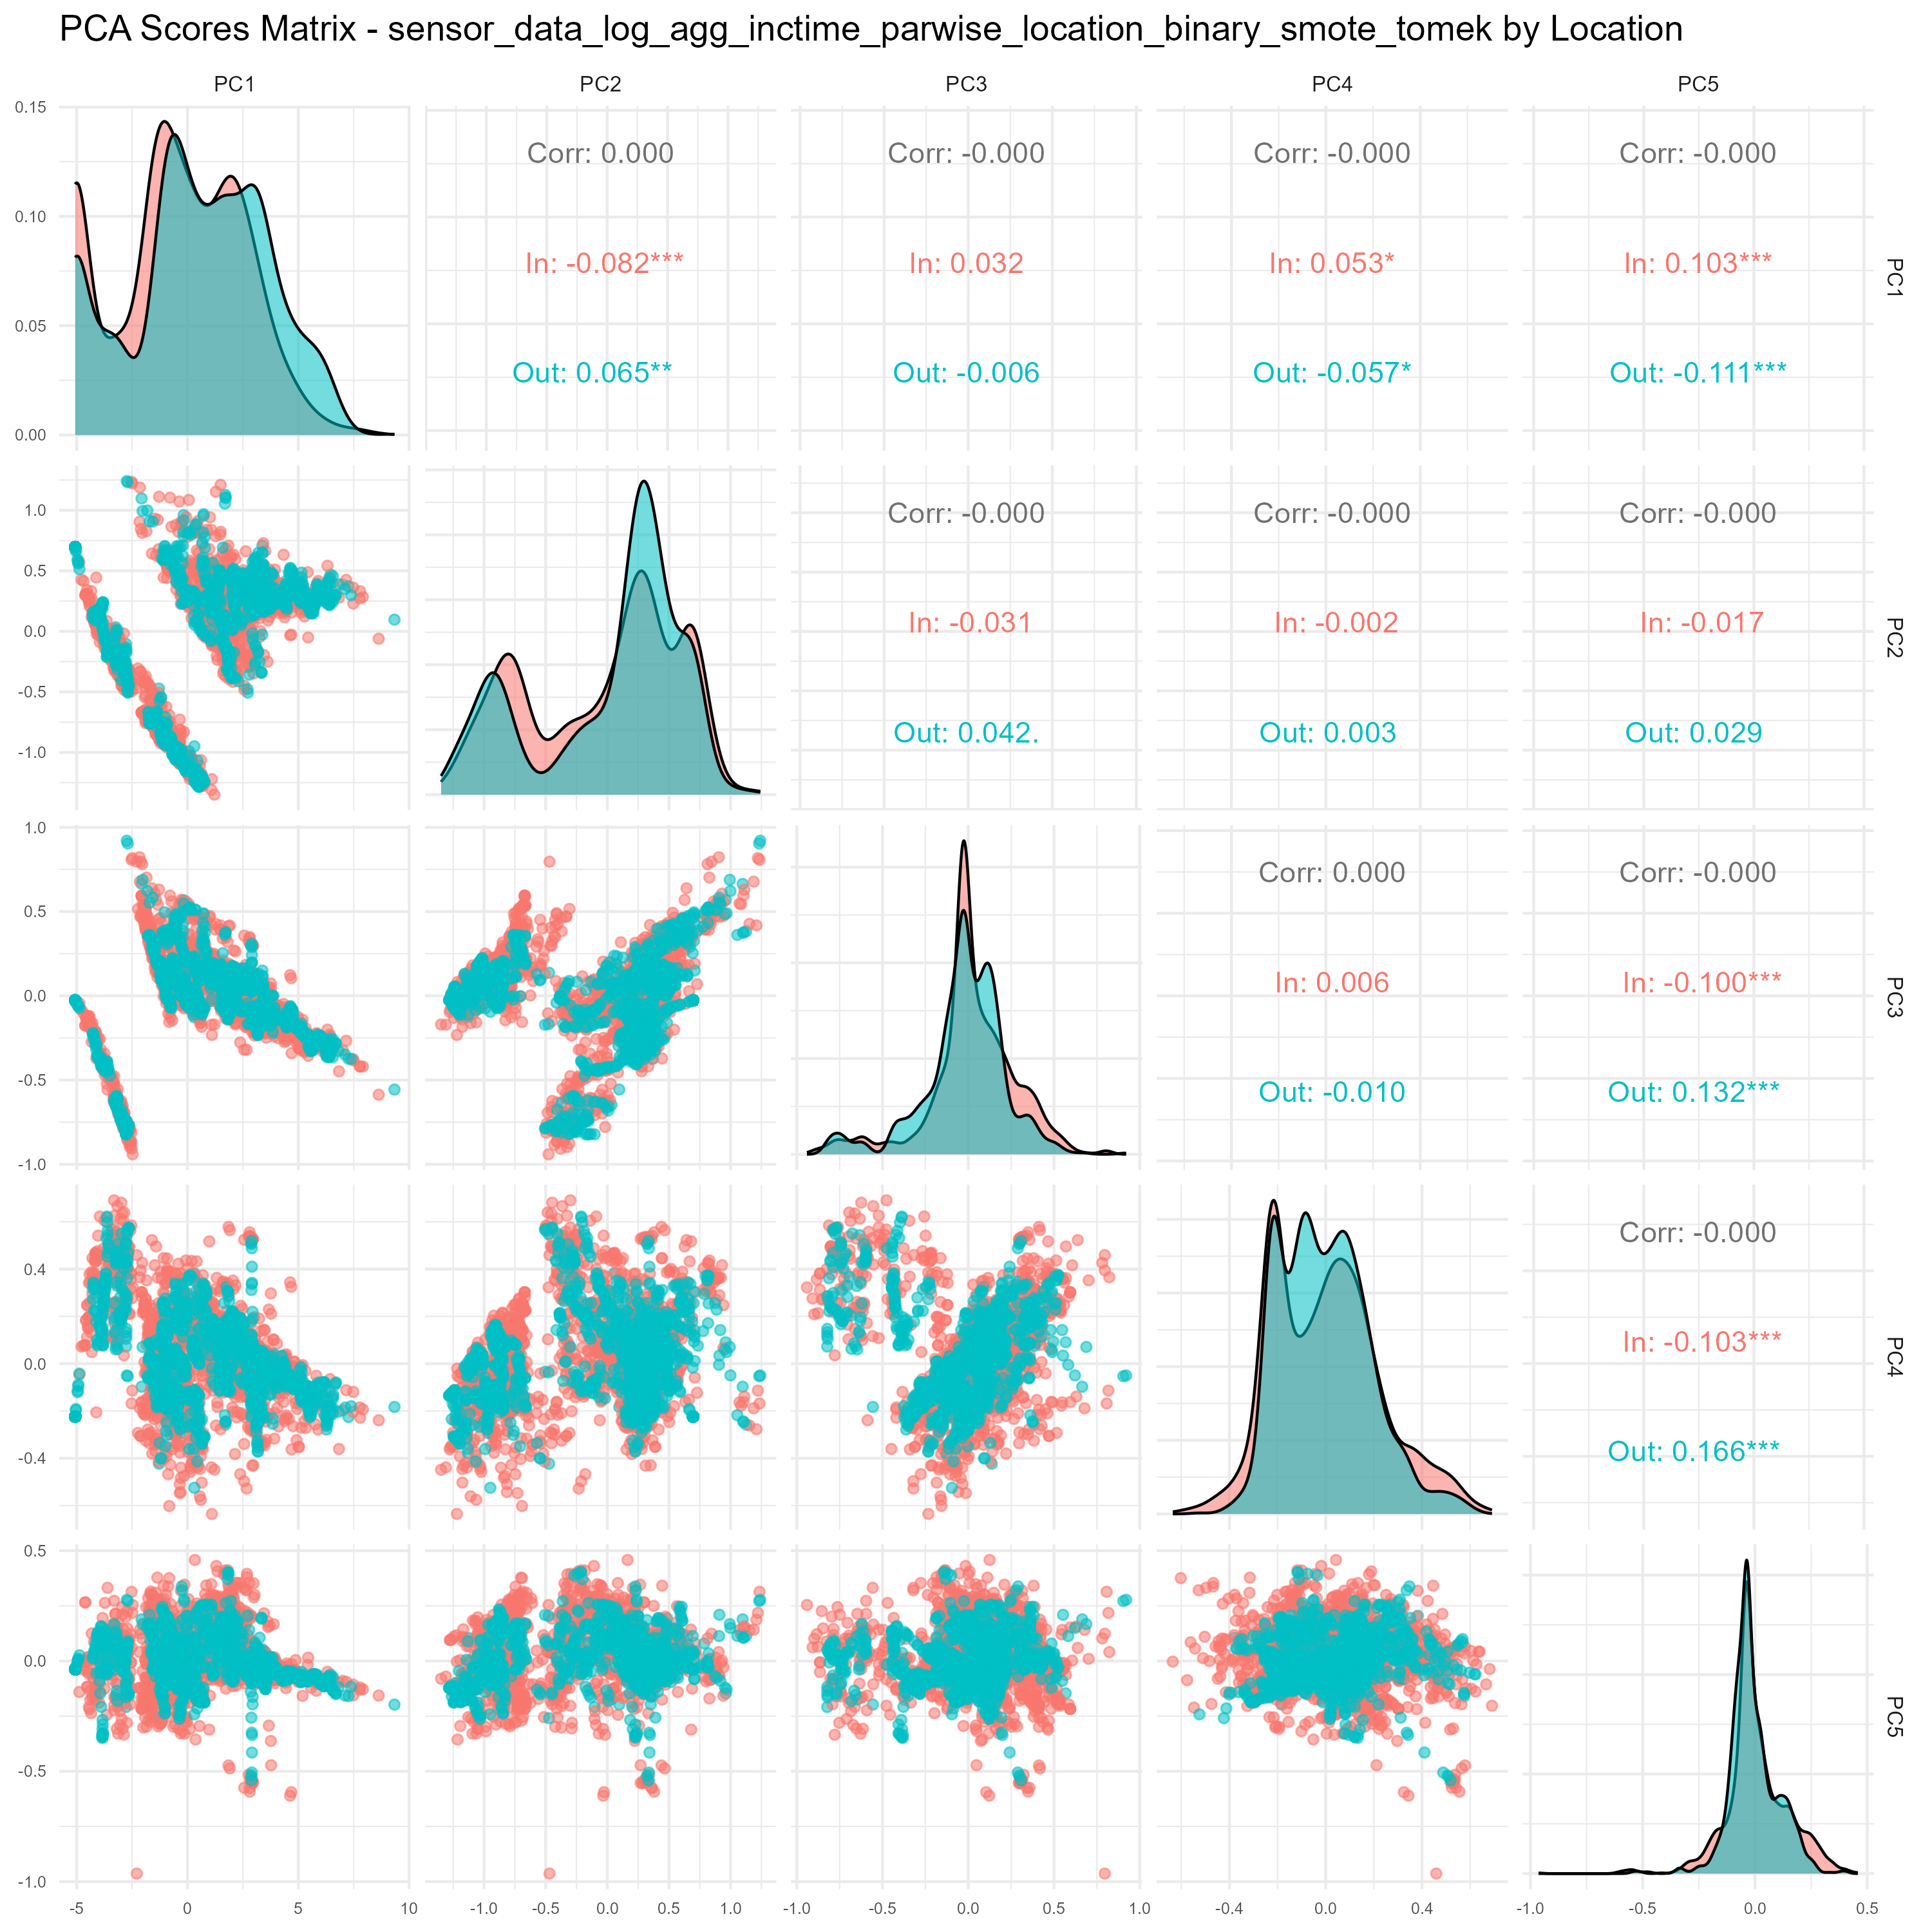 PCA Scores Matrix - sensor_data_log_agg_inctime_parwise_location_binary_smote_tomek by Location
PC1 PC2 PC3 PC4 PC5
0.15
0.10
0.05
0.00
Corr: 0.000
In: -0.082***
Out: 0.065**
Corr: -0.000
In: 0.032
Out: -0.006
Corr: -0.000
In: 0.053*
Out: -0.057*
Corr: -0.000
In: 0.103***
Out: -0.111***
PC1
1.0
0.5
0.0
-0.5
-1.0
Corr: -0.000
In: -0.031
Out: 0.042.
Corr: -0.000
In: -0.002
Out: 0.003
Corr: -0.000
In: -0.017
Out: 0.029
PC2
1.0
0.5
0.0
-0.5
-1.0
Corr: 0.000
In: 0.006
Out: -0.010
Corr: -0.000
In: -0.100***
Out: 0.132***
PC3
0.4
0.0
-0.4
Corr: -0.000
In: -0.103***
Out: 0.166***
PC4
0.5
0.0
-0.5
-1.0
PC5
-5 0 5 10
-1.0 -0.5 0.0 0.5 1.0
-1.0 -0.5 0.0 0.5 1.0
-0.4 0.0 0.4
-1.0 -0.5 0.0 0.5